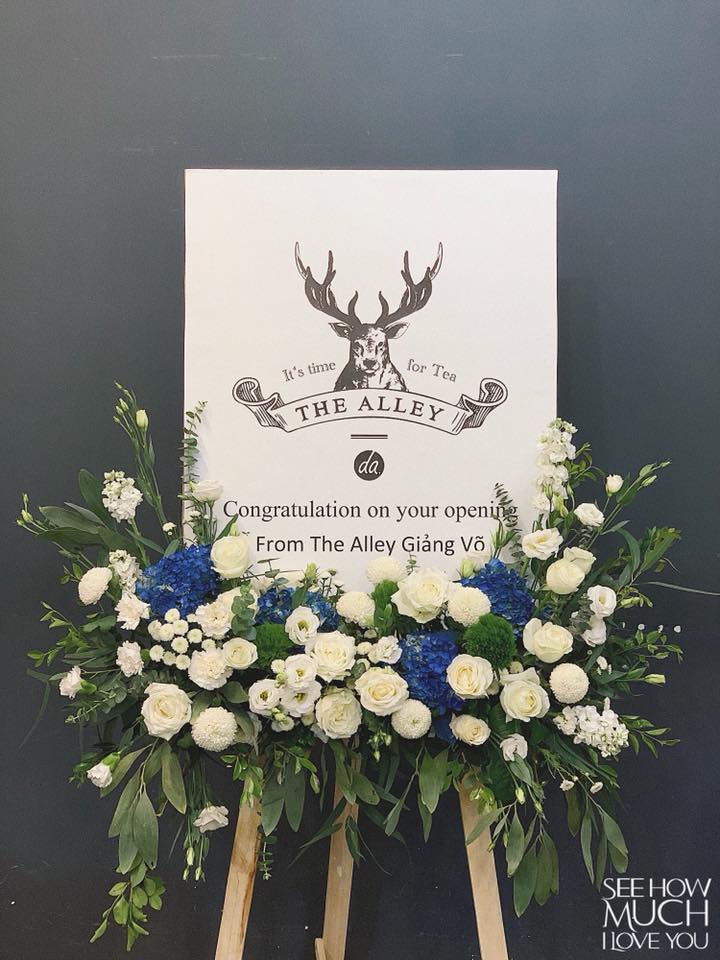 It's time for Tea
THE ALLEY
da.
Congratulation on your opening
From The Alley Giảng Võ
SEE HOW
MUCH
I LOVE YOU